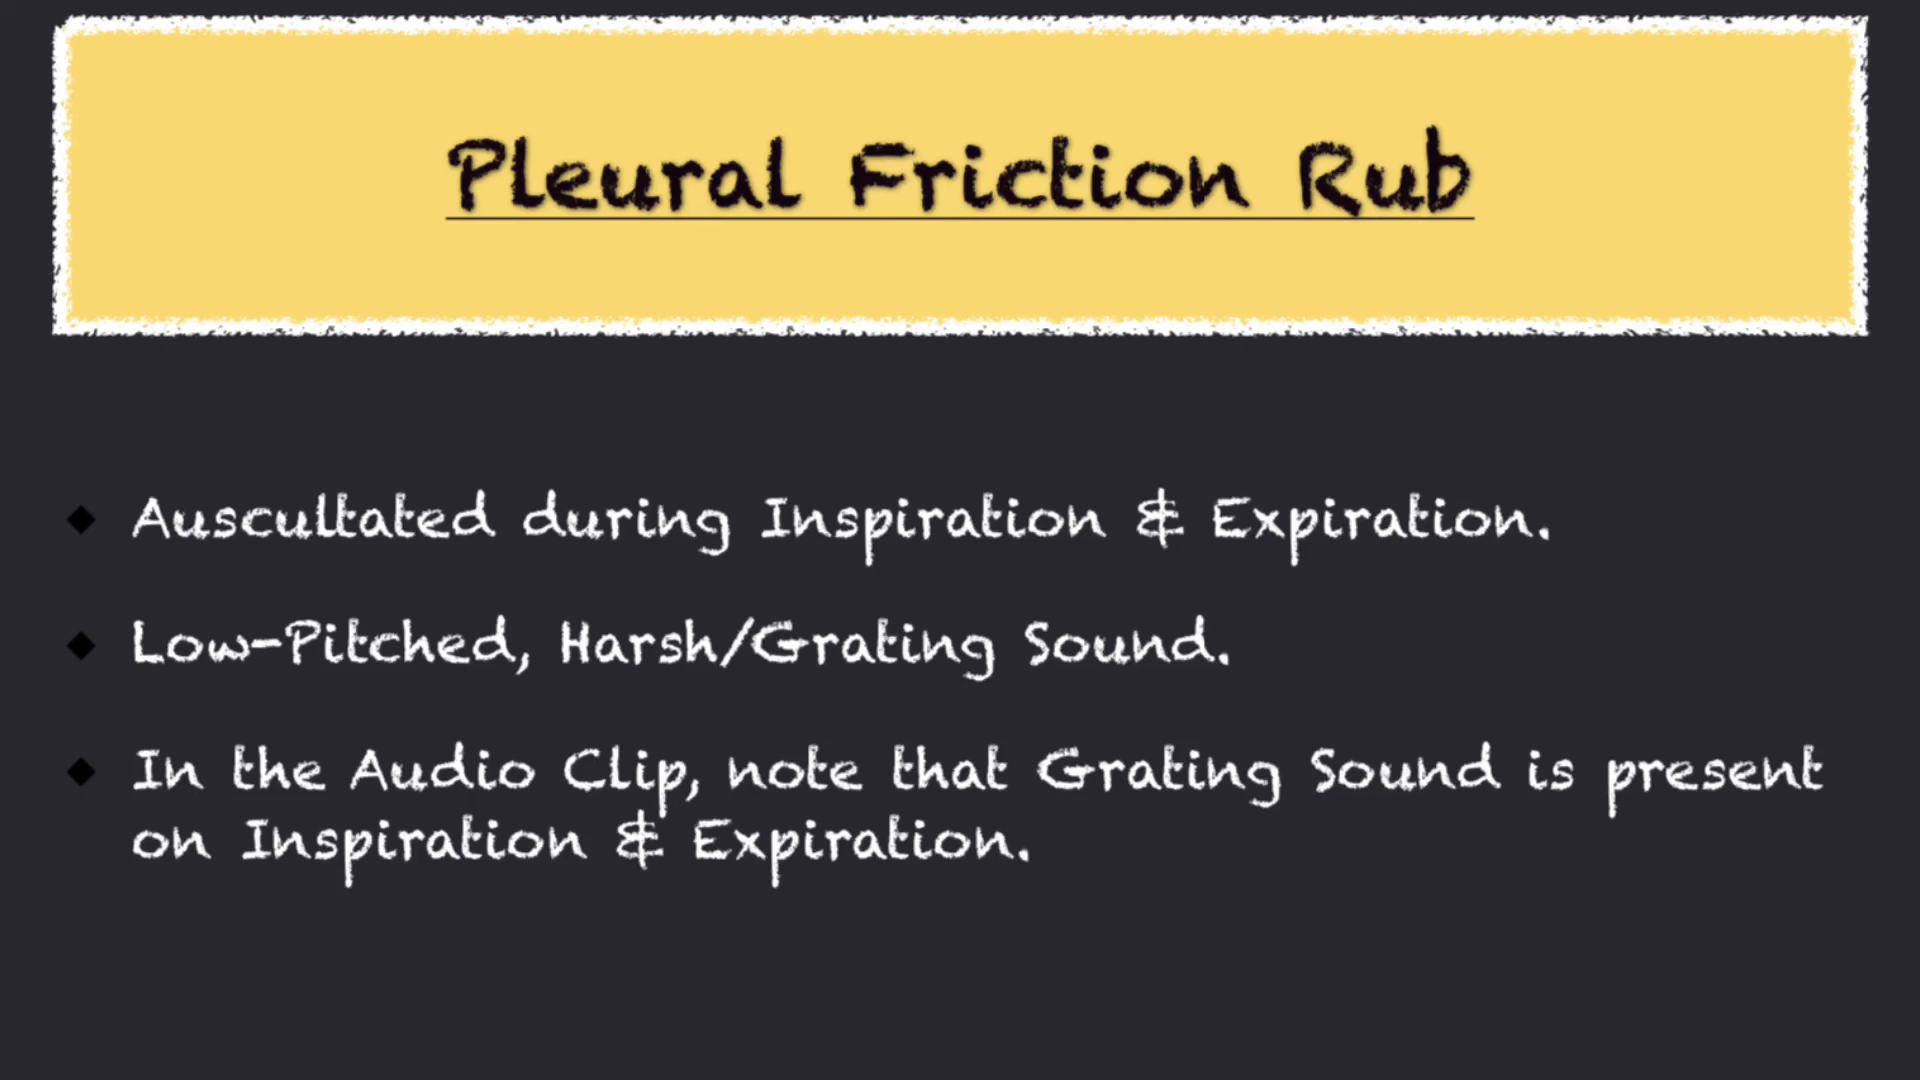 Pleural Friction Rub
Auscultated during Inspiration & Expiration.
Low-Pitched, Harsh/Grating Sound.
In the Audio Clip, note that Grating Sound is present
on Inspiration & Expiration.